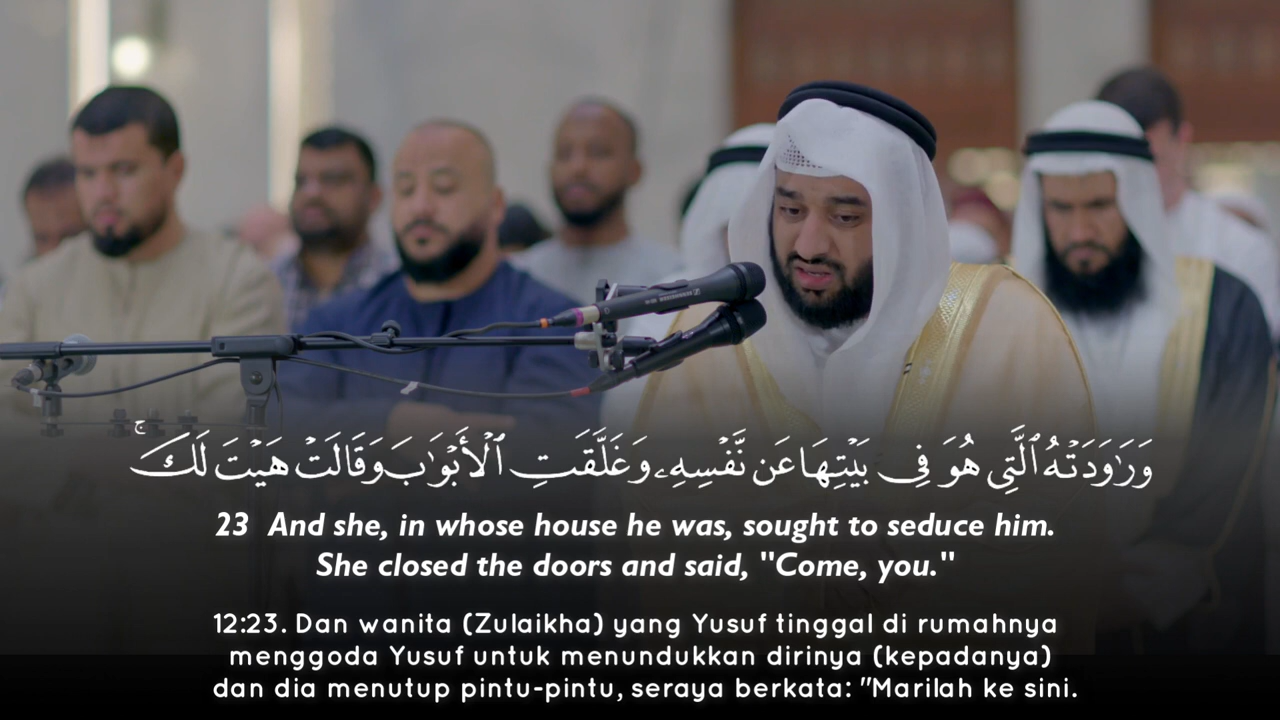 وَرَٰوَدَتْهُ ٱلَّتِى هُوَ فِى بَيْتِهَا عَن نَّفْسِهِۦ وَغَلَّقَتِ ٱلْأَبْوَٰبَ وَقَالَتْ هَيْتَ لَكَ ۚ
23 And she, in whose house he was, sought to seduce him.
She closed the doors and said, "Come, you."
12:23. Dan wanita (Zulaikha) yang Yusuf tinggal di rumahnya
menggoda Yusuf untuk menundukkan dirinya (kepadanya)
dan dia menutup pintu-pintu, seraya berkata: "Marilah ke sini.